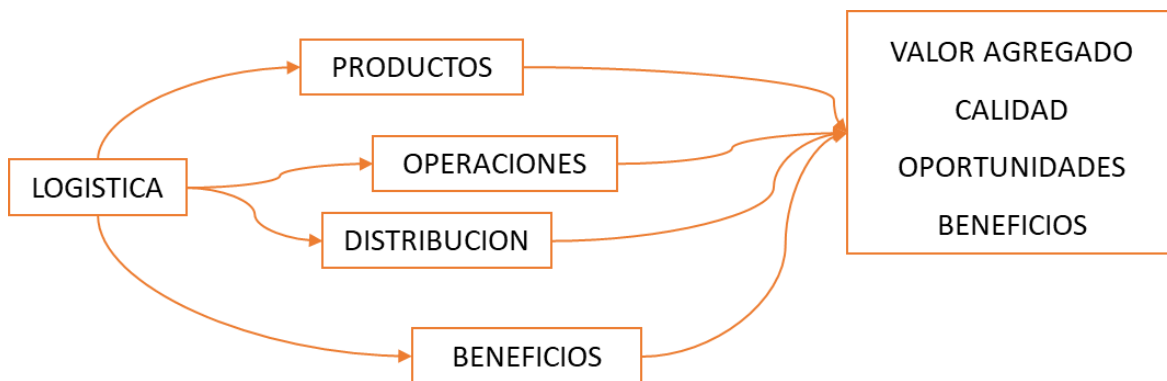 LOGISTICA
PRODUCTOS
OPERACIONES
DISTRIBUCION
BENEFICIOS
VALOR AGREGADO
CALIDAD
OPORTUNIDADES
BENEFICIOS